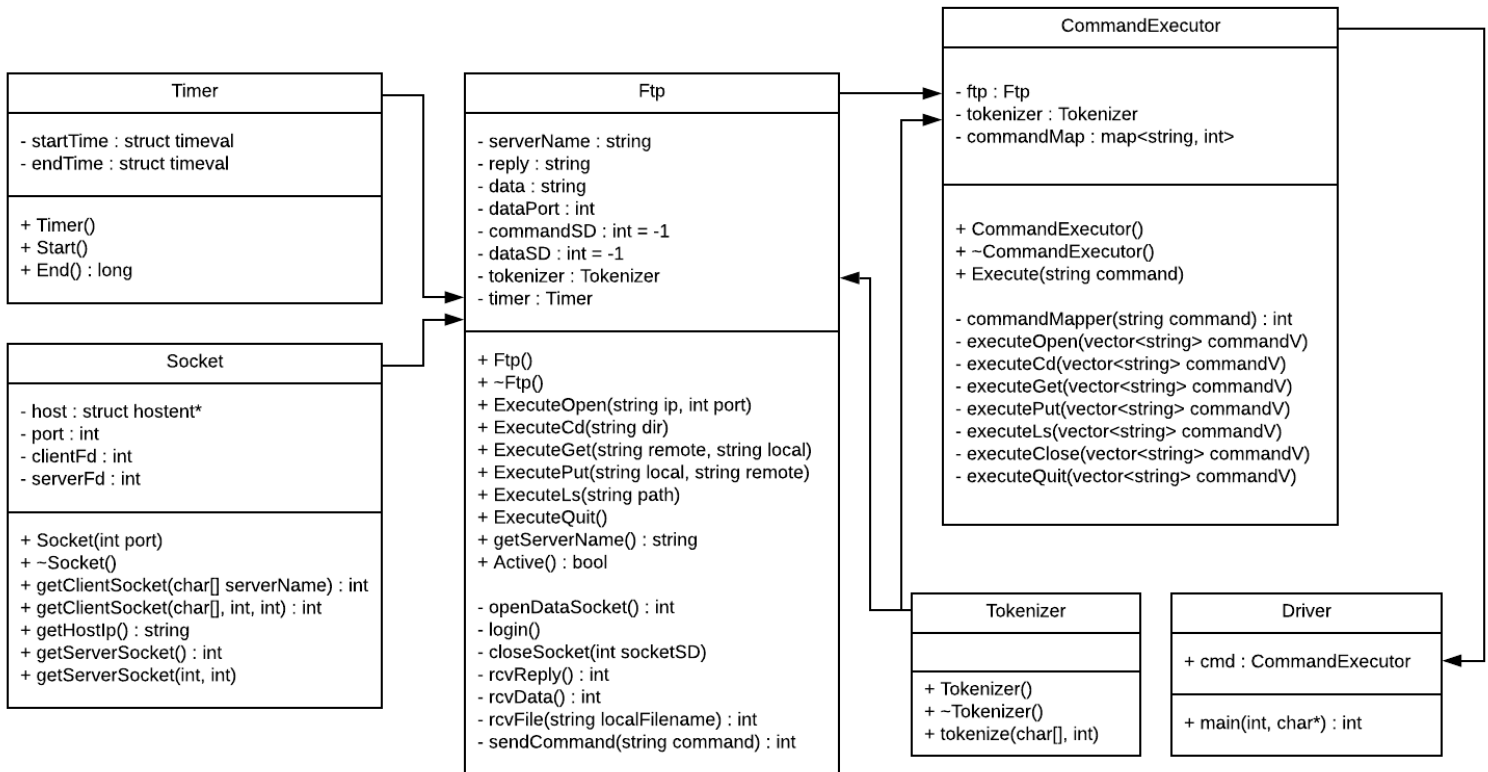 Timer
- startTime : struct timeval
- endTime : struct timeval
+ Timer()
+ Start()
+ End() : long
Socket
- host : struct hostent*
- port : int
- clientFd : int
- serverFd : int
+ Socket(int port)
+ ~Socket()
+ getClientSocket(char[] serverName) : int
+ getClientSocket(char[], int, int) : int
+ getHostIp() : string
+ getServerSocket() : int
+ getServerSocket(int, int)
Ftp
- serverName : string
- reply : string
- data : string
- dataPort : int
- commandSD : int = -1
- dataSD : int = -1
- tokenizer : Tokenizer
- timer : Timer
+ Ftp()
+ ~Ftp()
+ ExecuteOpen(string ip, int port)
+ ExecuteCd(string dir)
+ ExecuteGet(string remote, string local)
+ ExecutePut(string local, string remote)
+ ExecuteLs(string path)
+ ExecuteQuit()
+ getServerName() : string
+ Active() : bool
- openDataSocket() : int
- login()
- closeSocket(int socketSD)
- rcvReply() : int
- rcvData() : int
- rcvFile(string localFilename) : int
- sendCommand(string command) : int
CommandExecutor
- ftp : Ftp
- tokenizer : Tokenizer
- commandMap : map<string, int>
+ CommandExecutor()
+ ~CommandExecutor()
+ Execute(string command)
- commandMapper(string command) : int
- executeOpen(vector<string> commandV)
- executeCd(vector<string> commandV)
- executeGet(vector<string> commandV)
- executePut(vector<string> commandV)
- executeLs(vector<string> commandV)
- executeClose(vector<string> commandV)
- executeQuit(vector<string> commandV)
Tokenizer
+ Tokenizer()
+ ~Tokenizer()
+ tokenize(char[], int)
Driver
+ cmd : CommandExecutor
+ main(int, char*) : int